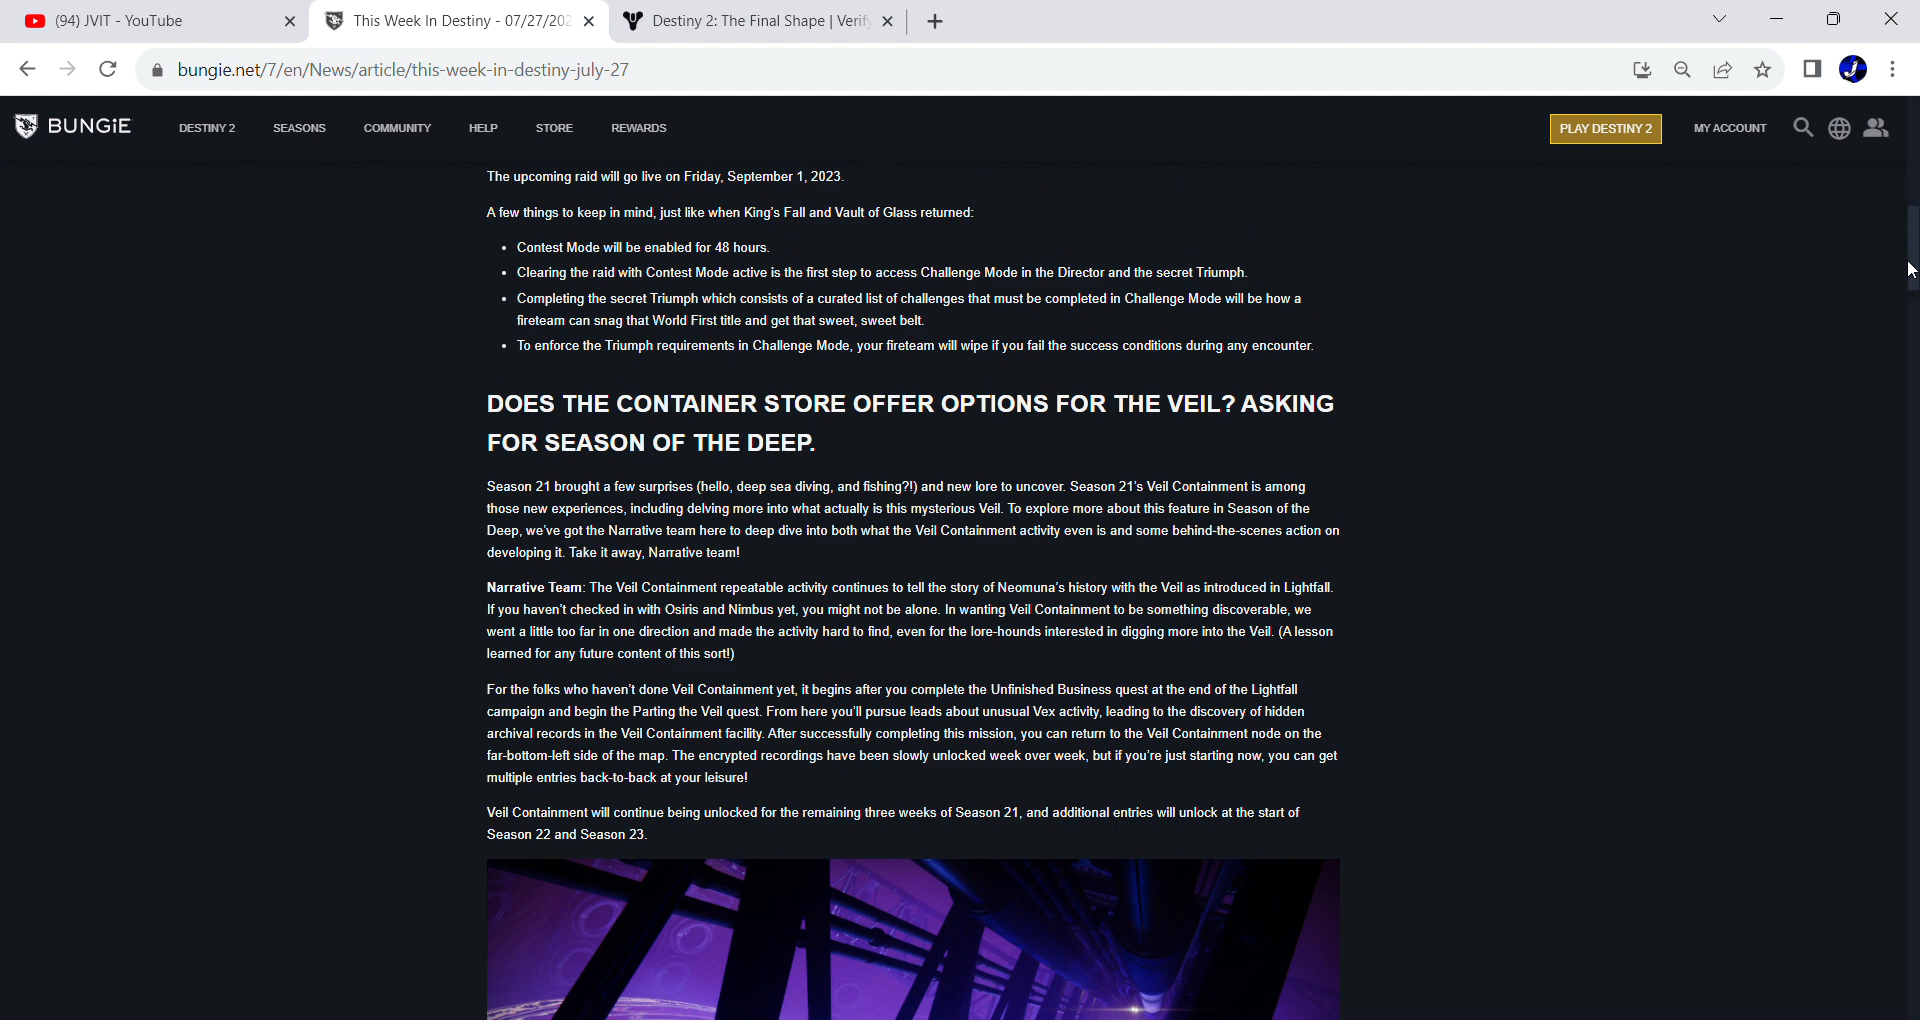 (94) JVIT - YouTube
This Week In Destiny - 07/27/202
Destiny 2: The Final Shape | Verify
bungie.net/7/en/News/article/this-week-in-destiny-july-27
BUNGiE
DESTINY 2
SEASONS
COMMUNITY
HELP
STORE
REWARDS
PLAY DESTINY 2
MY ACCOUNT
The upcoming raid will go live on Friday, September 1, 2023.
A few things to keep in mind, just like when King's Fall and Vault of Glass returned:
• Contest Mode will be enabled for 48 hours.
• Clearing the raid with Contest Mode active is the first step to access Challenge Mode in the Director and the secret Triumph.
• Completing the secret Triumph which consists of a curated list of challenges that must be completed in Challenge Mode will be how a
fireteam can snag that World First title and get that sweet, sweet belt.
• To enforce the Triumph requirements in Challenge Mode, your fireteam will wipe if you fail the success conditions during any encounter.
DOES THE CONTAINER STORE OFFER OPTIONS FOR THE VEIL? ASKING
FOR SEASON OF THE DEEP.
Season 21 brought a few surprises (hello, deep sea diving, and fishing?!) and new lore to uncover. Season 21's Veil Containment is among
those new experiences, including delving more into what actually is this mysterious Veil. To explore more about this feature in Season of the
Deep, we've got the Narrative team here to deep dive into both what the Veil Containment activity even is and some behind-the-scenes action on
developing it. Take it away, Narrative team!
Narrative Team: The Veil Containment repeatable activity continues to tell the story of Neomuna's history with the Veil as introduced in Lightfall.
If you haven't checked in with Osiris and Nimbus yet, you might not be alone. In wanting Veil Containment to be something discoverable, we
went a little too far in one direction and made the activity hard to find, even for the lore-hounds interested in digging more into the Veil. (A lesson
learned for any future content of this sort!)
For the folks who haven't done Veil Containment yet, it begins after you complete the Unfinished Business quest at the end of the Lightfall
campaign and begin the Parting the Veil quest. From here you'll pursue leads about unusual Vex activity, leading to the discovery of hidden
archival records in the Veil Containment facility. After successfully completing this mission, you can return to the Veil Containment node on the
far-bottom-left side of the map. The encrypted recordings have been slowly unlocked week over week, but if you're just starting now, you can get
multiple entries back-to-back at your leisure!
Veil Containment will continue being unlocked for the remaining three weeks of Season 21, and additional entries will unlock at the start of
Season 22 and Season 23.